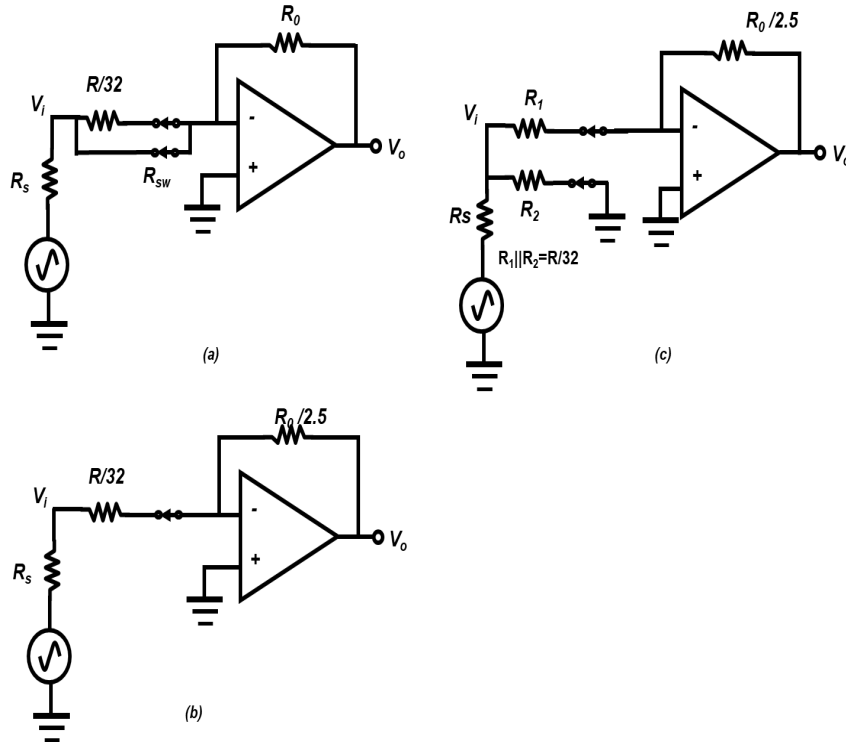 R0
R/32
Vi
-
+
Vo
Rs
Rsw
(a)
R0 /2.5
R1
Vi
-
+
Vo
R2
Rs
R1||R2=R/32
(c)
R0 /2.5
R/32
Vi
-
+
Vo
Rs
(b)